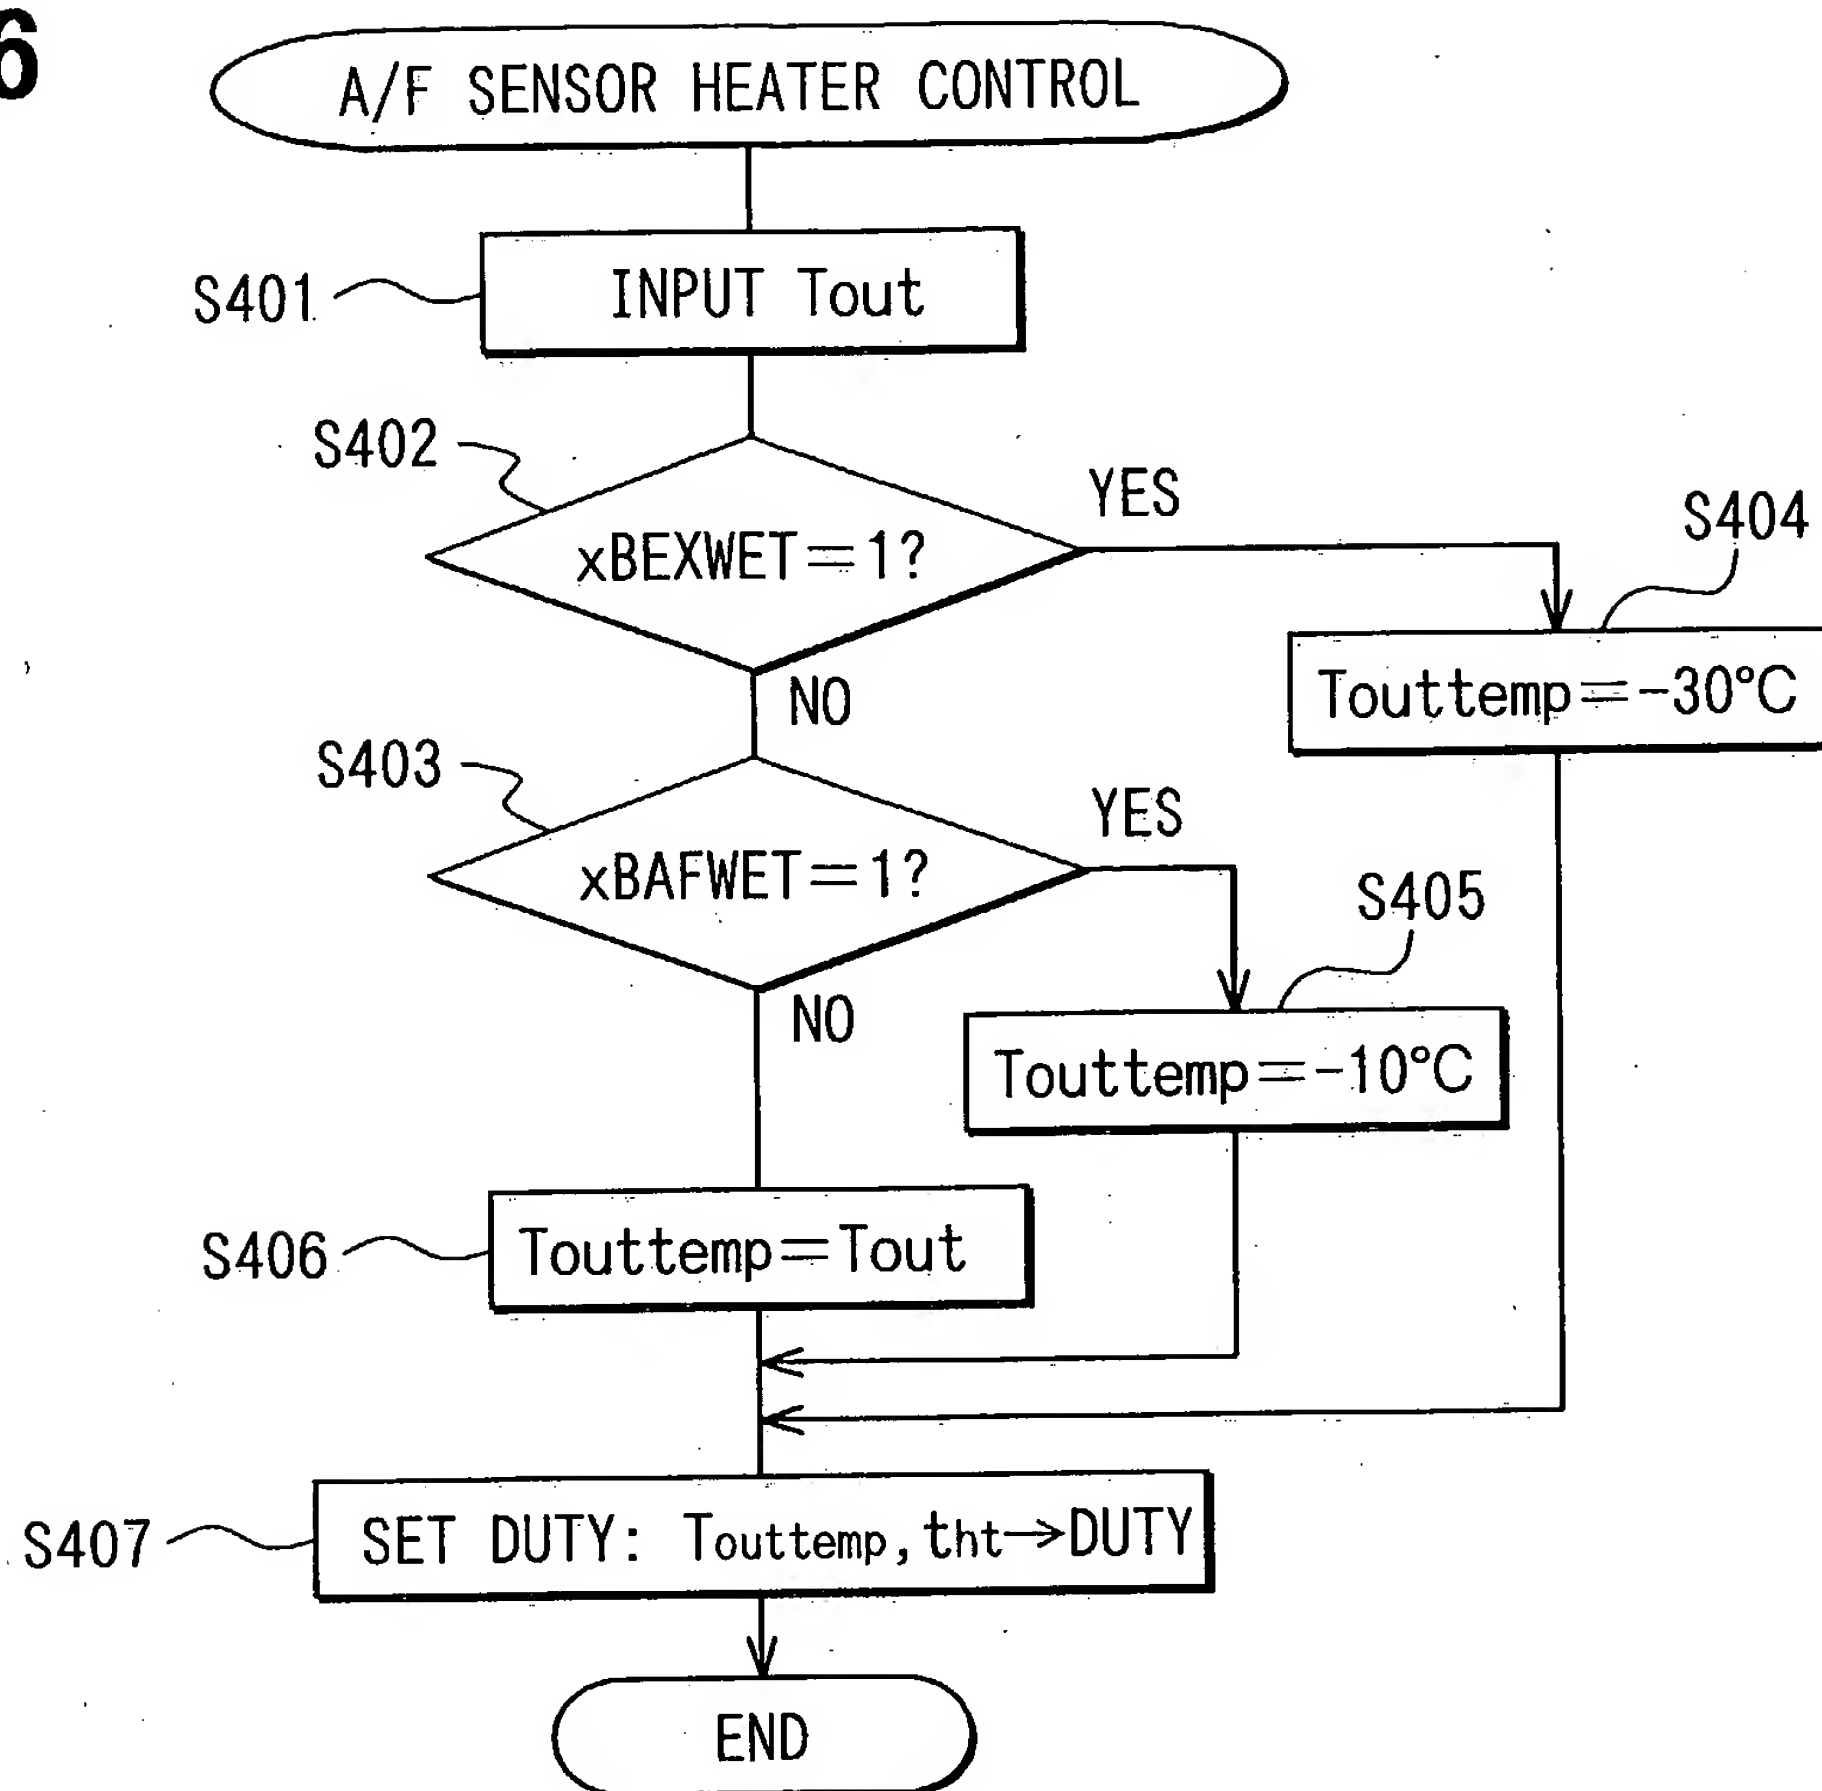 6
A/F SENSOR HEATER CONTROL
S401
INPUT Tout
S402
xBEXWET=1?
YES
S404
Touttemp=-30°C
NO
S403
xBAFWET=1?
YES
S405
Touttemp=-10°C
NO
S406
Touttemp=Tout
S407
SET DUTY: Touttemp, tht→DUTY
END